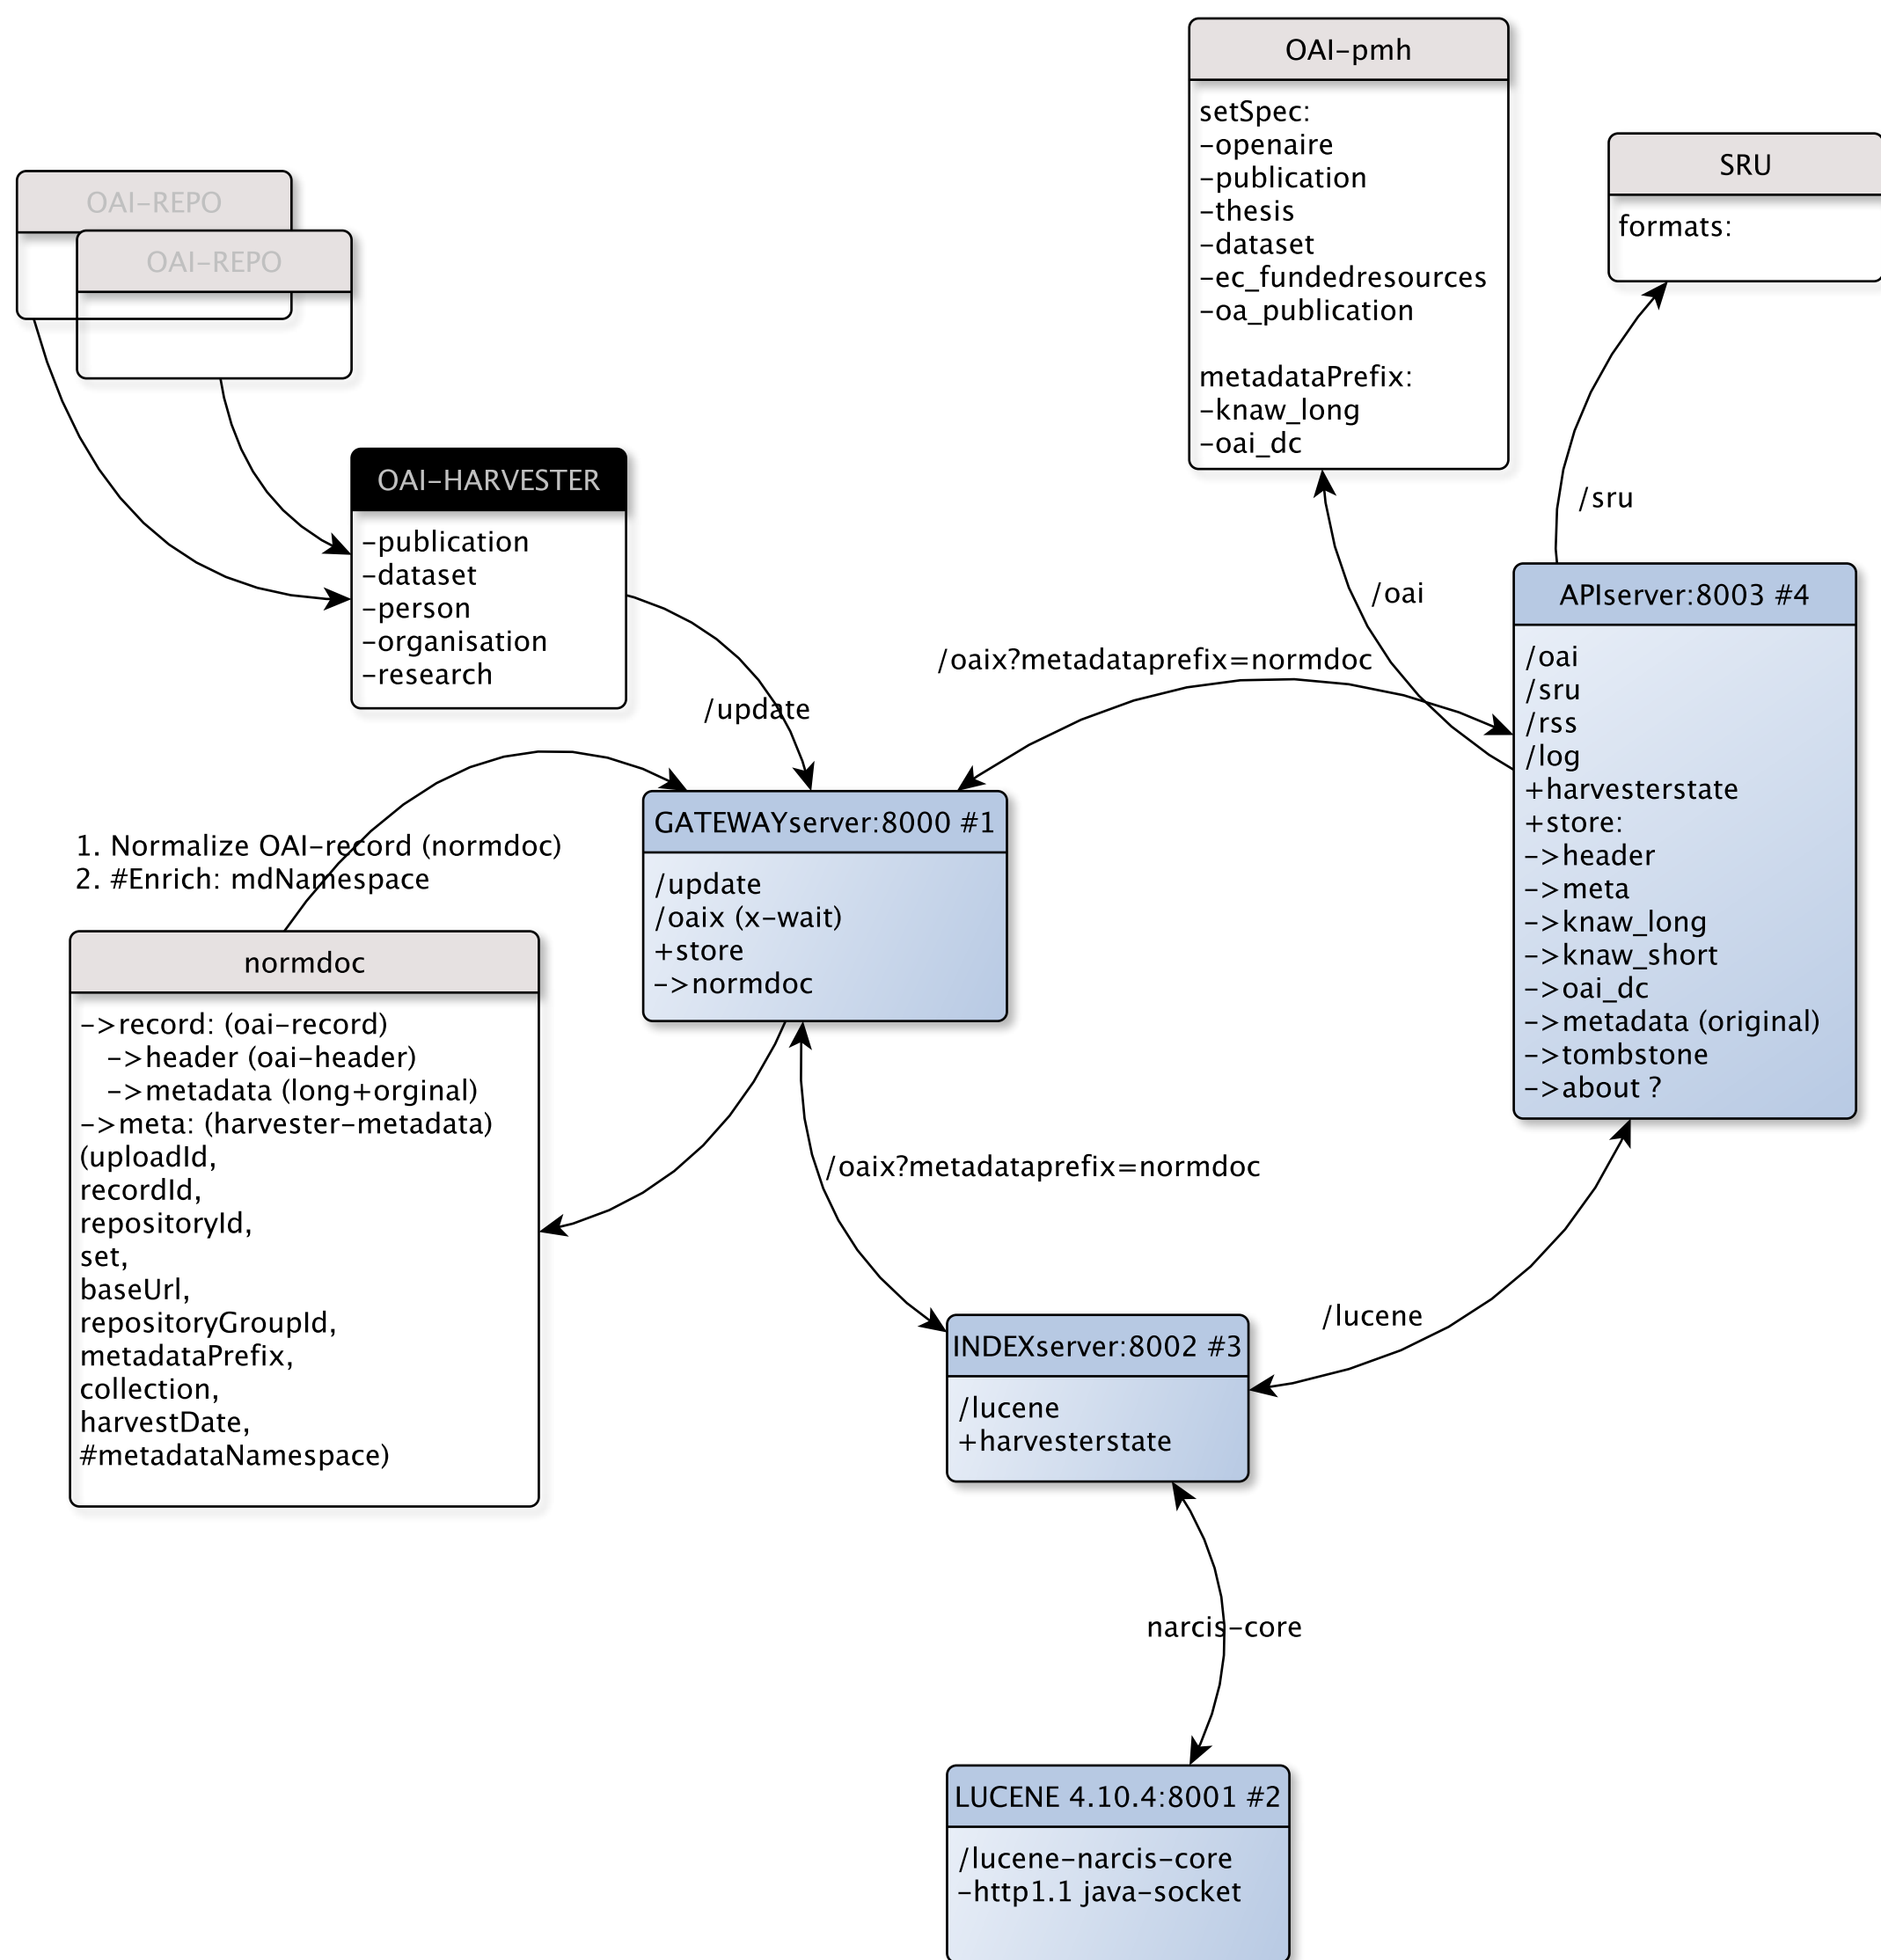 OAI-pmh
setSpec:
-openaire
-publication
-thesis
-dataset
-ec_fundedresources
-oa_publication
metadataPrefix:
-knaw_long
-oai_dc
SRU
formats:
OAI-REPO
OAI-REPO
OAI-HARVESTER
-publication
-dataset
-person
-organisation
-research
/sru
/oai
/oaix?metadataprefix=normdoc
/update
APIserver:8003 #4
/oai
/sru
/rss
/log
+harvesterstate
+store:
->header
->meta
->knaw_long
->knaw_short
->oai_dc
->metadata (original)
->tombstone
->about ?
GATEWAYserver:8000 #1
/update
/oaix (x-wait)
+store
->normdoc
1. Normalize OAI-record (normdoc)
2. #Enrich: mdNamespace
normdoc
->record: (oai-record)
->header (oai-header)
->metadata (long+orginal)
->meta: (harvester-metadata)
(uploadId,
recordId,
repositoryId,
set,
baseUrl,
repositoryGroupId,
metadataPrefix,
collection,
harvestDate,
#metadataNamespace)
/oaix?metadataprefix=normdoc
/lucene
INDEXserver:8002 #3
/lucene
+harvesterstate
narcis-core
LUCENE 4.10.4:8001 #2
/lucene-narcis-core
-http1.1 java-socket